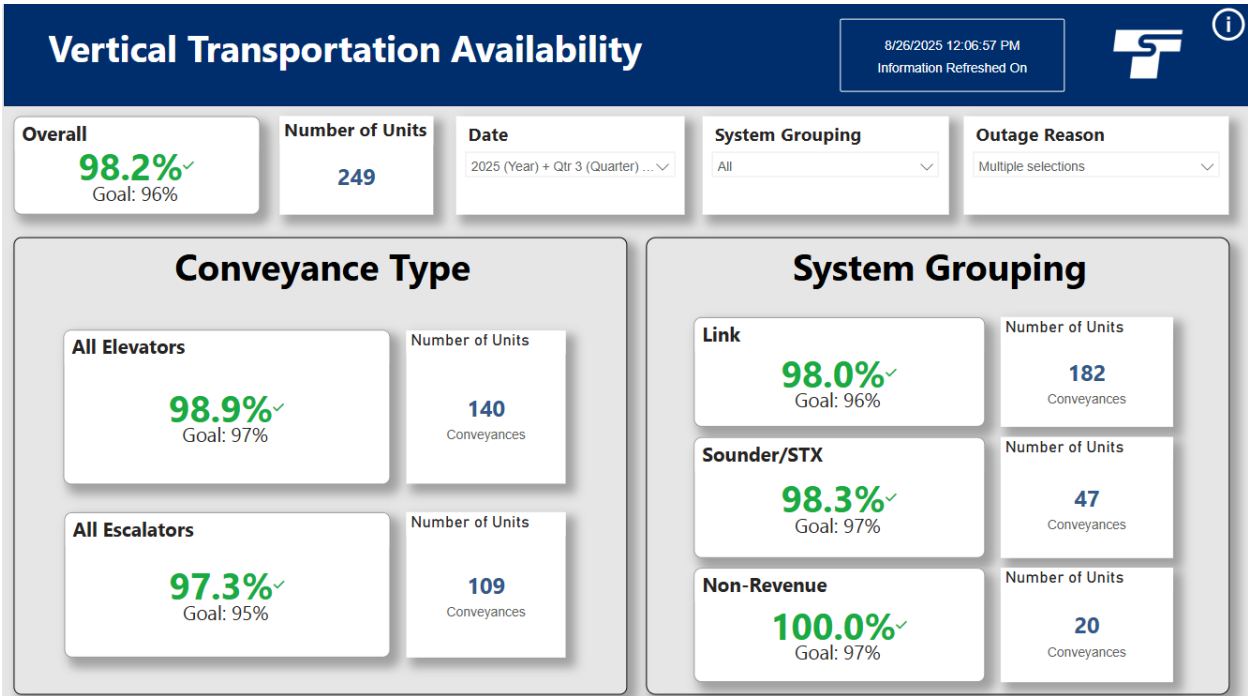 Vertical Transportation Availability
8/26/2025 12:06:57 PM
Information Refreshed On
Overall
98.2%
Goal: 96%
Number of Units
249
Date
2025 (Year) + Qtr 3 (Quarter) ...
System Grouping
All
Outage Reason
Multiple selections
Conveyance Type
All Elevators
98.9%
Goal: 97%
Number of Units
140
Conveyances
All Escalators
97.3%
Goal: 95%
Number of Units
109
Conveyances
System Grouping
Link
98.0%
Goal: 96%
Number of Units
182
Conveyances
Sounder/STX
98.3%
Goal: 97%
Number of Units
47
Conveyances
Non-Revenue
100.0%
Goal: 97%
Number of Units
20
Conveyances